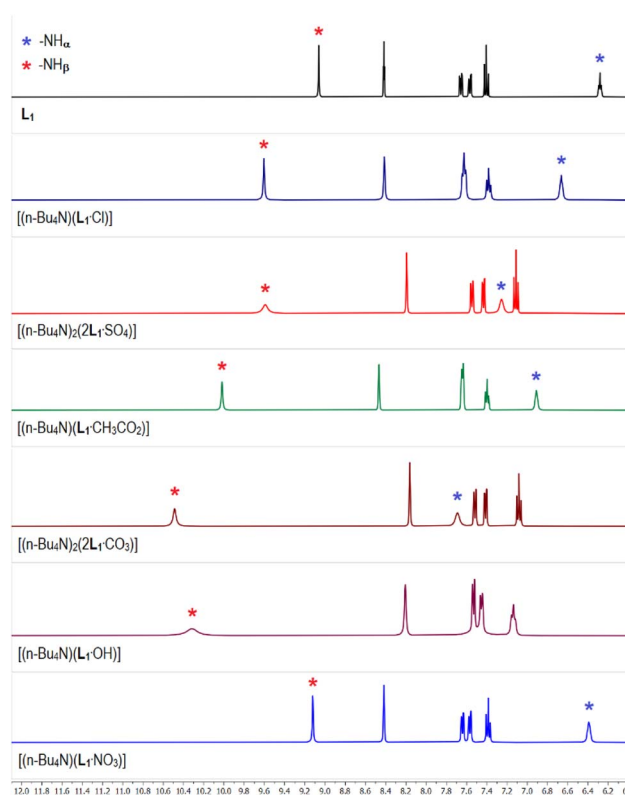 * -NHα
* -NHβ
* *
L₁
* *
[(n-Bu₄N)(L₁·Cl)]
* *
[(n-Bu₄N)₂(2L₁·SO₄)]
* *
[(n-Bu₄N)(L₁·CH₃CO₂)]
* *
[(n-Bu₄N)₂(2L₁·CO₃)]
*
[(n-Bu₄N)(L₁·OH)]
* *
[(n-Bu₄N)(L₁·NO₃)]
12.0 11.8 11.6 11.4 11.2 11.0 10.8 10.6 10.4 10.2 10.0 9.8 9.6 9.4 9.2 9.0 8.8 8.6 8.4 8.2 8.0 7.8 7.6 7.4 7.2 7.0 6.8 6.6 6.4 6.2